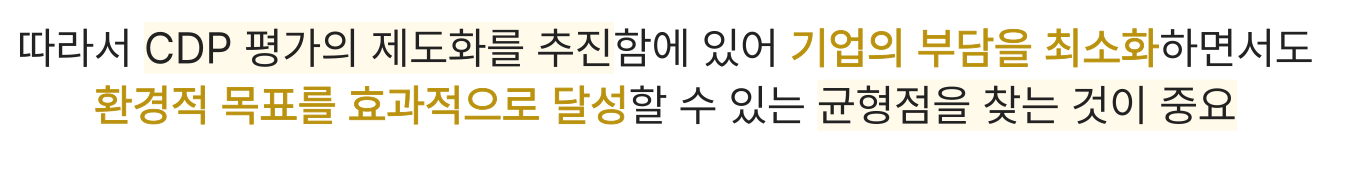 따라서 CDP 평가의 제도화를 추진함에 있어 기업의 부담을 최소화하면서도
환경적 목표를 효과적으로 달성할 수 있는 균형점을 찾는 것이 중요